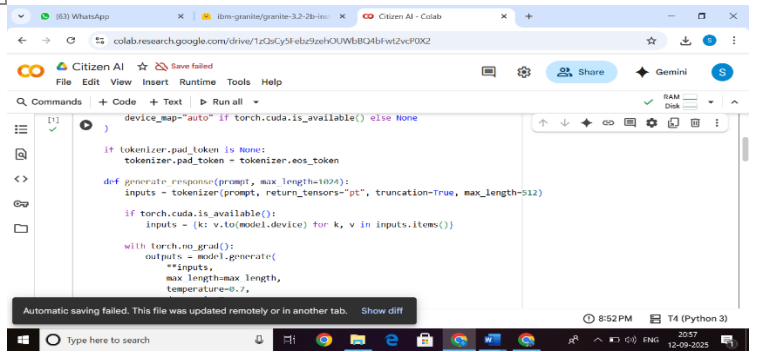 (63) WhatsApp
ibm-granite/granite-3.2-2b-ins
Citizen AI - Colab
colab.research.google.com/drive/1zQsCy5Febz9zehOUWbBQ4bFwt2vcP0X2
S
CO
Citizen AI
Save failed
Share
Gemini
S
File Edit View Insert Runtime Tools Help
Commands + Code + Text Run all
RAM
Disk
[1]
device_map="auto" if torch.cuda.is_available() else None
)
if tokenizer.pad_token is None:
tokenizer.pad_token = tokenizer.eos_token
def generate_response(prompt, max_length=1024):
inputs = tokenizer(prompt, return_tensors="pt", truncation=True, max_length=512)
if torch.cuda.is_available():
inputs = {k: v.to(model.device) for k, v in inputs.items()}
with torch.no_grad():
outputs = model.generate(
**inputs,
max_length=max_length,
temperature=0.7,
Automatic saving failed. This file was updated remotely or in another tab. Show diff
8:52 PM T4 (Python 3)
Type here to search
ENG
20:57
12-09-2025